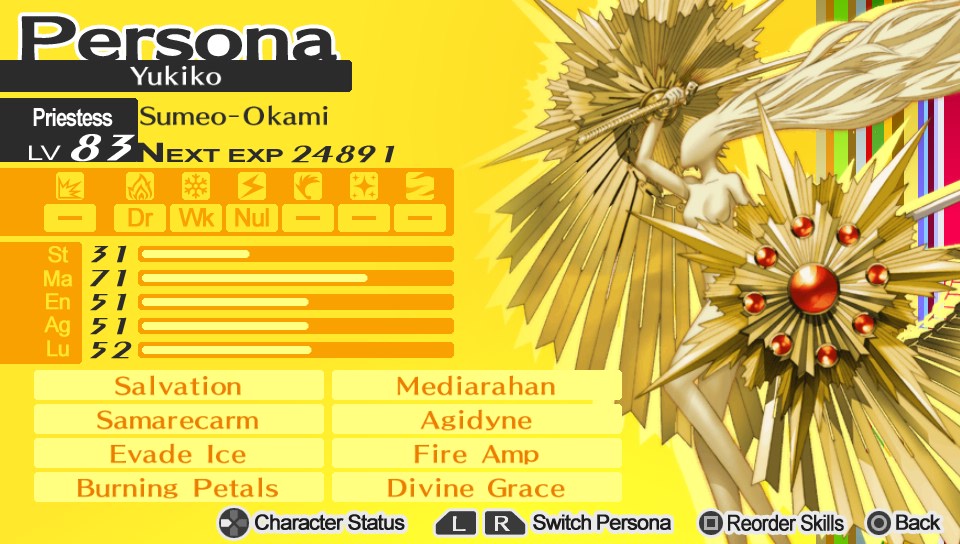 Persona
Yukiko
Priestess Sumeo-Okami
LV 83 NEXT EXP 24891
— Dr Wk Nul — — —
St 31
Ma 71
En 51
Ag 51
Lu 52
Salvation Mediarahan
Samarecarm Agidyne
Evade Ice Fire Amp
Burning Petals Divine Grace
Character Status L R Switch Persona Reorder Skills Back